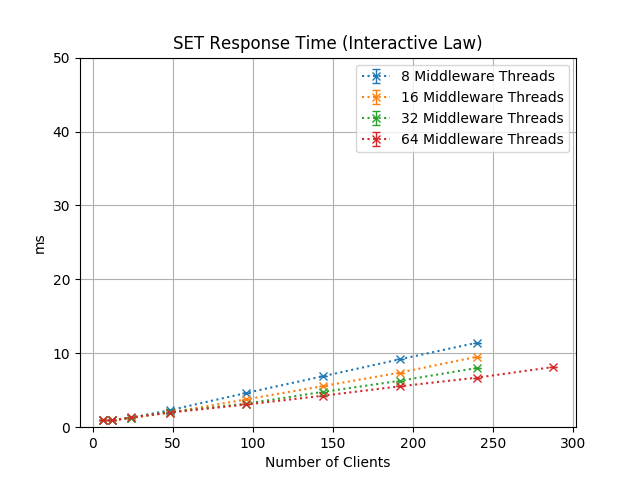 SET Response Time (Interactive Law)
50
40
30
20
10
0
ms
8 Middleware Threads
16 Middleware Threads
32 Middleware Threads
64 Middleware Threads
0
50
100
150
200
250
300
Number of Clients